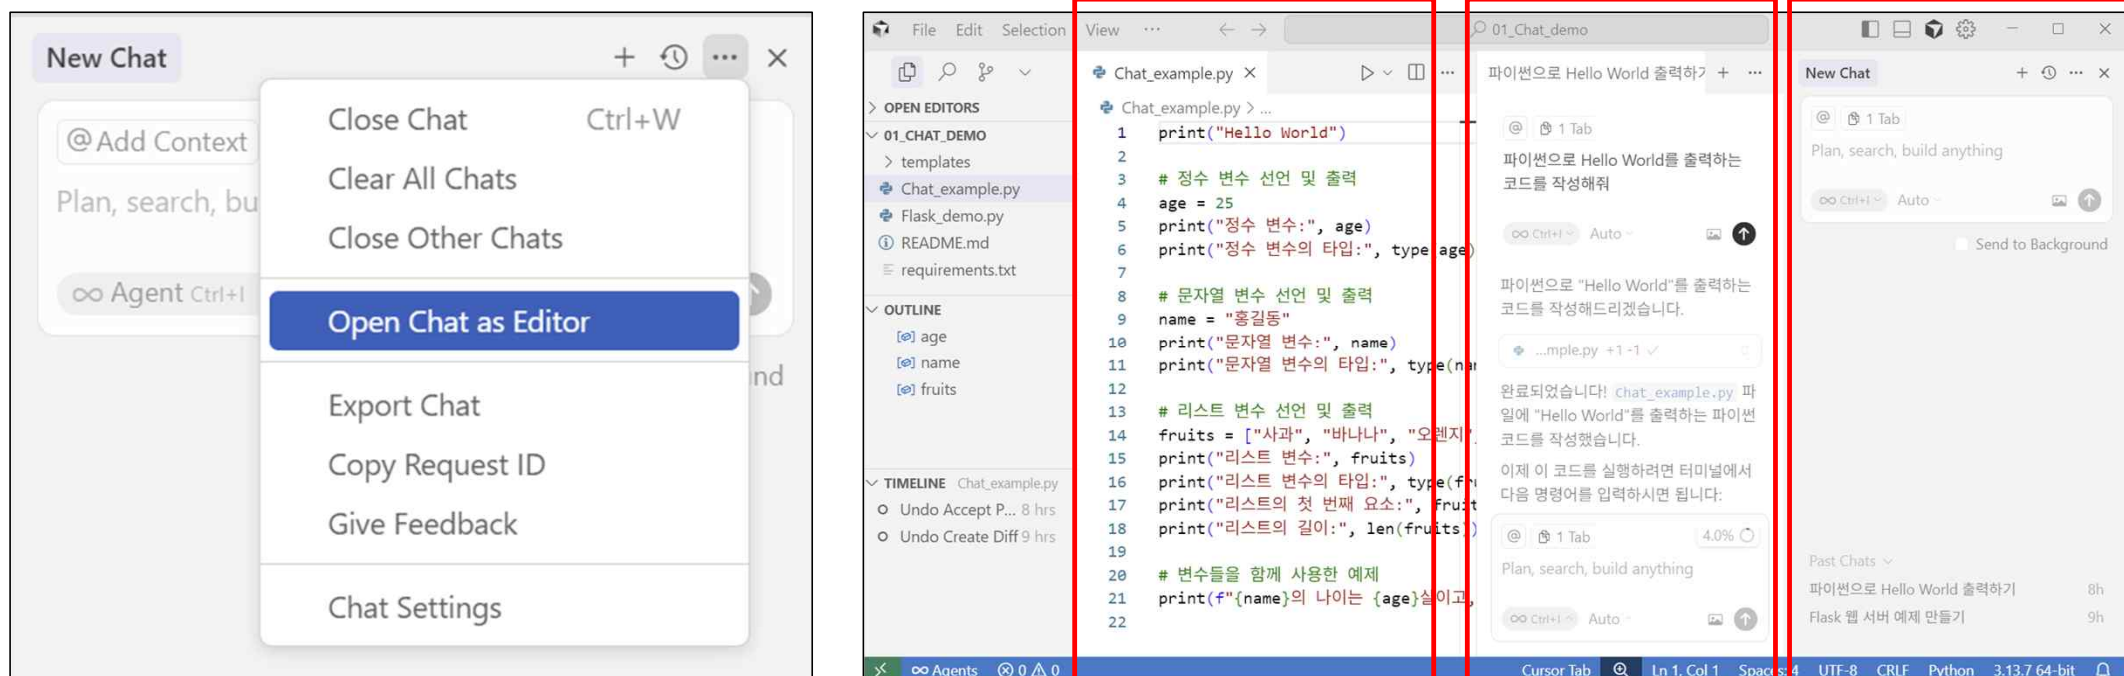 New Chat
@Add Context
Plan, search, bu
∞ Agent Ctrl+I
nd
Close Chat Ctrl+W
Clear All Chats
Close Other Chats
Open Chat as Editor
Export Chat
Copy Request ID
Give Feedback
Chat Settings
File Edit Selection View ··· 01_Chat_demo
OPEN EDITORS
01_CHAT_DEMO
templates
Chat_example.py
Flask_demo.py
README.md
requirements.txt
OUTLINE
age
name
fruits
TIMELINE Chat_example.py
Undo Accept P... 8 hrs
Undo Create Diff 9 hrs
Chat_example.py
Chat_example.py > ...
1 print("Hello World")
2
3 # 정수 변수 선언 및 출력
4 age = 25
5 print("정수 변수:", age)
6 print("정수 변수의 타입:", type(age)
7
8 # 문자열 변수 선언 및 출력
9 name = "홍길동"
10 print("문자열 변수:", name)
11 print("문자열 변수의 타입:", type(nam
12
13 # 리스트 변수 선언 및 출력
14 fruits = ["사과", "바나나", "오렌지"
15 print("리스트 변수:", fruits)
16 print("리스트 변수의 타입:", type(fru
17 print("리스트의 첫 번째 요소:", fruit
18 print("리스트의 길이:", len(fruits))
19
20 # 변수들을 함께 사용한 예제
21 print(f"{name}의 나이는 {age}살이고,
22
파이썬으로 Hello World 출력하기
@ 1 Tab
파이썬으로 Hello World를 출력하는
코드를 작성해줘
∞ Ctrl+I Auto
파이썬으로 "Hello World"를 출력하는
코드를 작성해드리겠습니다.
...mple.py +1 -1
완료되었습니다! Chat_example.py 파
일에 "Hello World"를 출력하는 파이썬
코드를 작성했습니다.
이제 이 코드를 실행하려면 터미널에서
다음 명령어를 입력하시면 됩니다:
@ 1 Tab 4.0%
Plan, search, build anything
∞ Ctrl+I Auto
New Chat
@ 1 Tab
Plan, search, build anything
∞ Ctrl+I Auto
Send to Background
Past Chats
파이썬으로 Hello World 출력하기 8h
Flask 웹 서버 예제 만들기 9h
∞ Agents 0 0 Cursor Tab Ln 1, Col 1 Spaces: 4 UTF-8 CRLF Python 3.13.7 64-bit